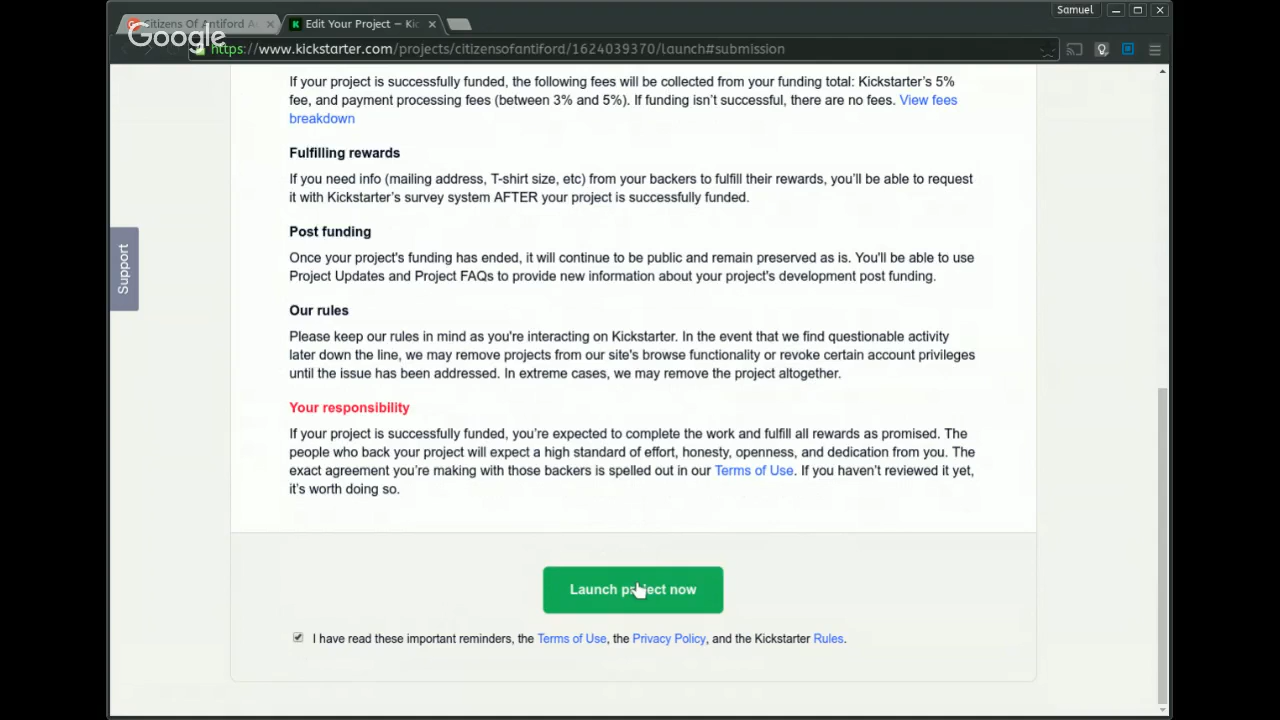 Samuel
Citizens Of Antiford
Edit Your Project — Ki
Google
https://www.kickstarter.com/projects/citizensofantiford/1624039370/launch#submission
If your project is successfully funded, the following fees will be collected from your funding total: Kickstarter's 5%
fee, and payment processing fees (between 3% and 5%). If funding isn't successful, there are no fees. View fees
breakdown
Fulfilling rewards
If you need info (mailing address, T-shirt size, etc) from your backers to fulfill their rewards, you'll be able to request
it with Kickstarter's survey system AFTER your project is successfully funded.
Support
Post funding
Once your project's funding has ended, it will continue to be public and remain preserved as is. You'll be able to use
Project Updates and Project FAQs to provide new information about your project's development post funding.
Our rules
Please keep our rules in mind as you're interacting on Kickstarter. In the event that we find questionable activity
later down the line, we may remove projects from our site's browse functionality or revoke certain account privileges
until the issue has been addressed. In extreme cases, we may remove the project altogether.
Your responsibility
If your project is successfully funded, you're expected to complete the work and fulfill all rewards as promised. The
people who back your project will expect a high standard of effort, honesty, openness, and dedication from you. The
exact agreement you're making with those backers is spelled out in our Terms of Use. If you haven't reviewed it yet,
it's worth doing so.
Launch project now
I have read these important reminders, the Terms of Use, the Privacy Policy, and the Kickstarter Rules.